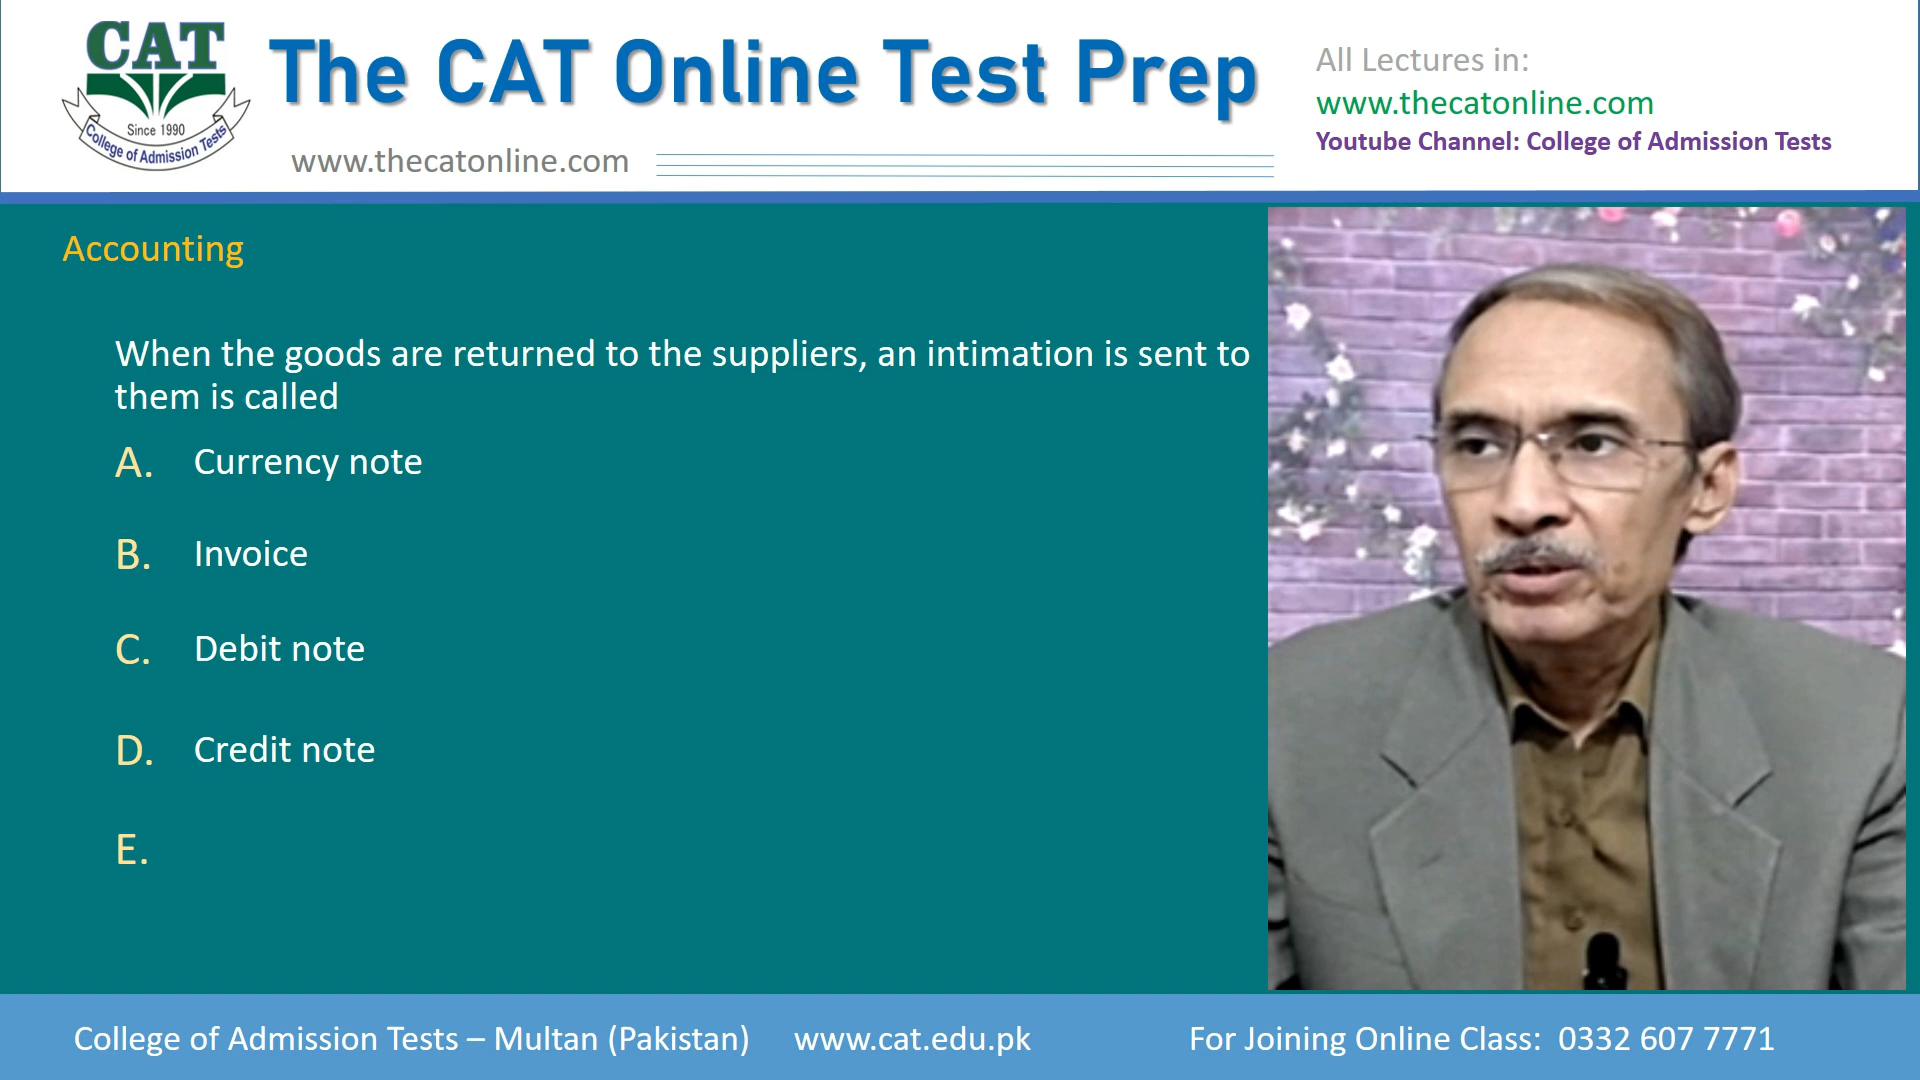 CAT
Since 1990
College of Admission Tests
The CAT Online Test Prep
www.thecatonline.com
All Lectures in:
www.thecatonline.com
Youtube Channel: College of Admission Tests
Accounting
When the goods are returned to the suppliers, an intimation is sent to
them is called
A. Currency note
B. Invoice
C. Debit note
D. Credit note
E.
College of Admission Tests – Multan (Pakistan) www.cat.edu.pk For Joining Online Class: 0332 607 7771